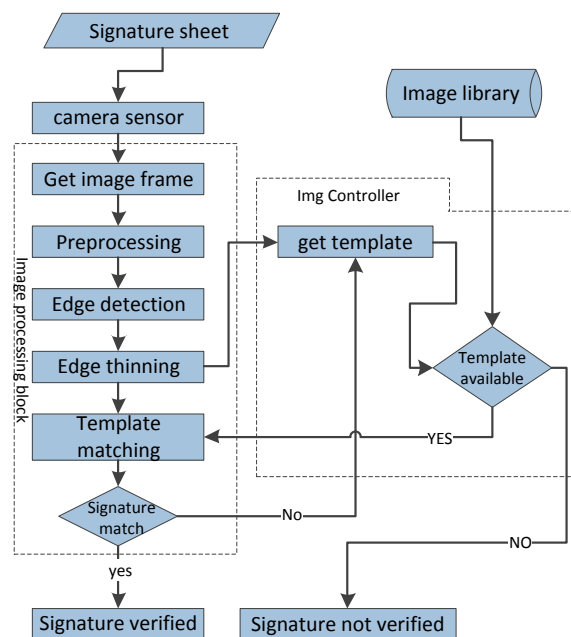 Signature sheet
camera sensor
Image library
Get image frame
Img Controller
Preprocessing
get template
Edge detection
Image processing block
Edge thinning
Template
available
Template
matching
YES
Signature
match
No
NO
yes
Signature verified
Signature not verified